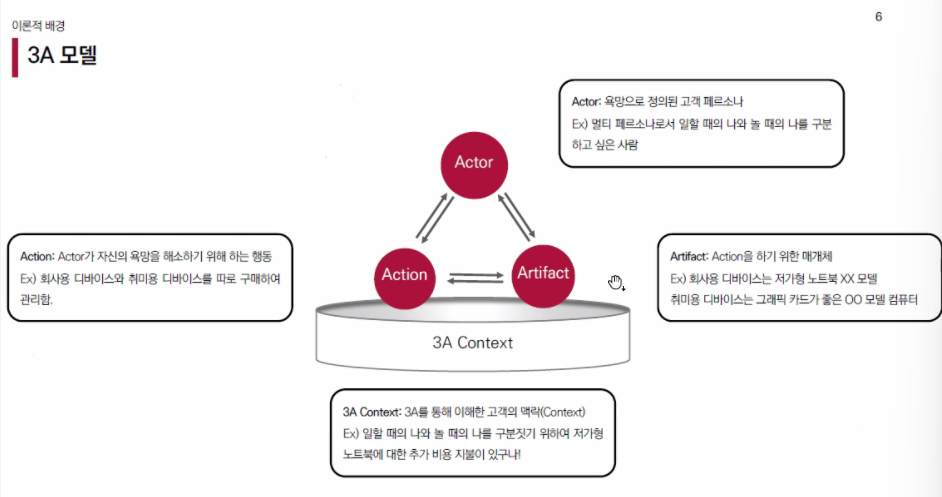 이론적 배경
6
3A 모델
Actor: 욕망으로 정의된 고객 페르소나
Ex) 멀티 페르소나로서 일할 때의 나와 놀 때의 나를 구분
하고 싶은 사람
Actor
Action: Actor가 자신의 욕망을 해소하기 위해 하는 행동
Ex) 회사용 디바이스와 취미용 디바이스를 따로 구매하여
관리함.
Action
Artifact
Artifact: Action을 하기 위한 매개체
Ex) 회사용 디바이스는 저가형 노트북 XX 모델
취미용 디바이스는 그래픽 카드가 좋은 OO 모델 컴퓨터
3A Context
3A Context: 3A를 통해 이해한 고객의 맥락(Context)
Ex) 일할 때의 나와 놀 때의 나를 구분짓기 위하여 저가형
노트북에 대한 추가 비용 지불이 있구나!